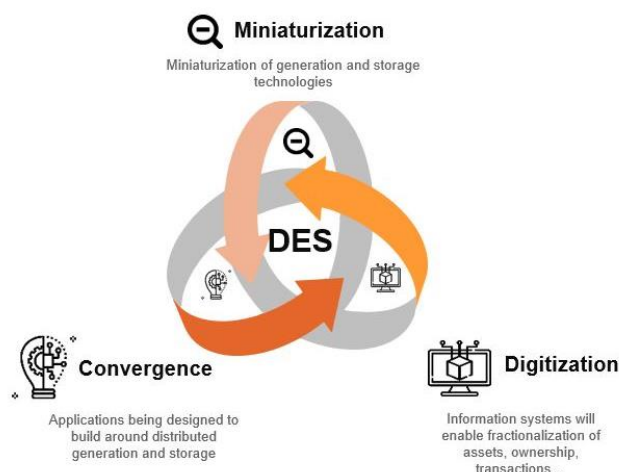 Miniaturization
Miniaturization of generation and storage
technologies
DES
Convergence
Applications being designed to
build around distributed
generation and storage
Digitization
Information systems will
enable fractionalization of
assets, ownership,
transactions